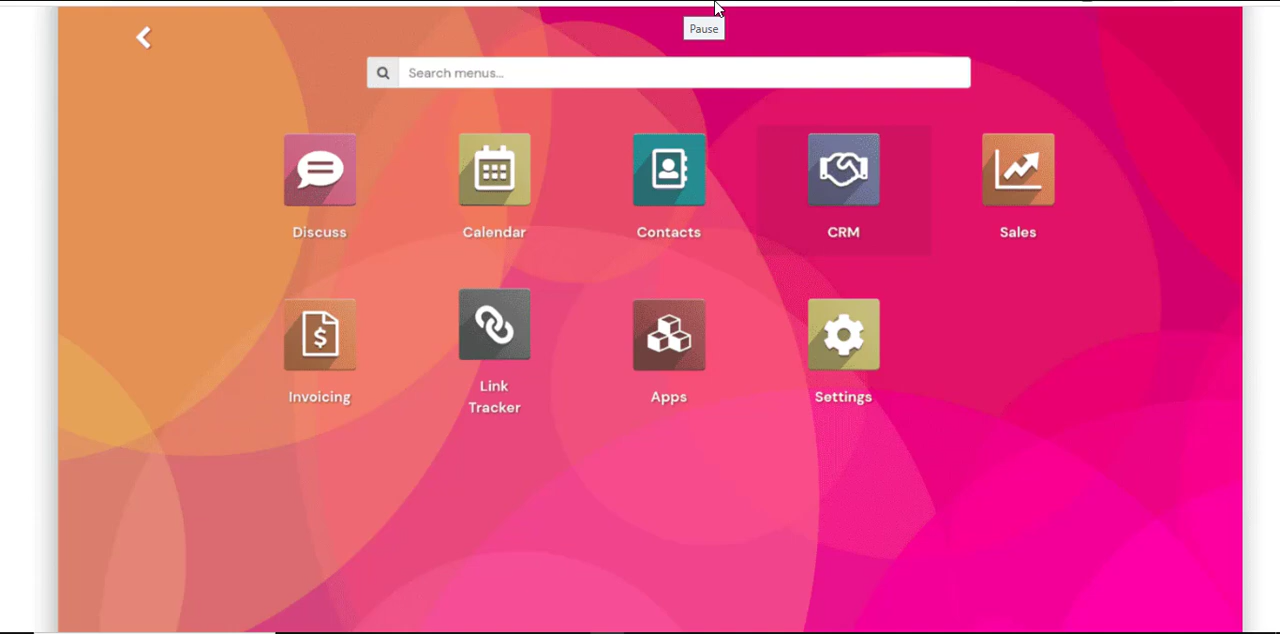 Pause
Search menus...
Discuss
Calendar
Contacts
CRM
Sales
Invoicing
Link
Tracker
Apps
Settings